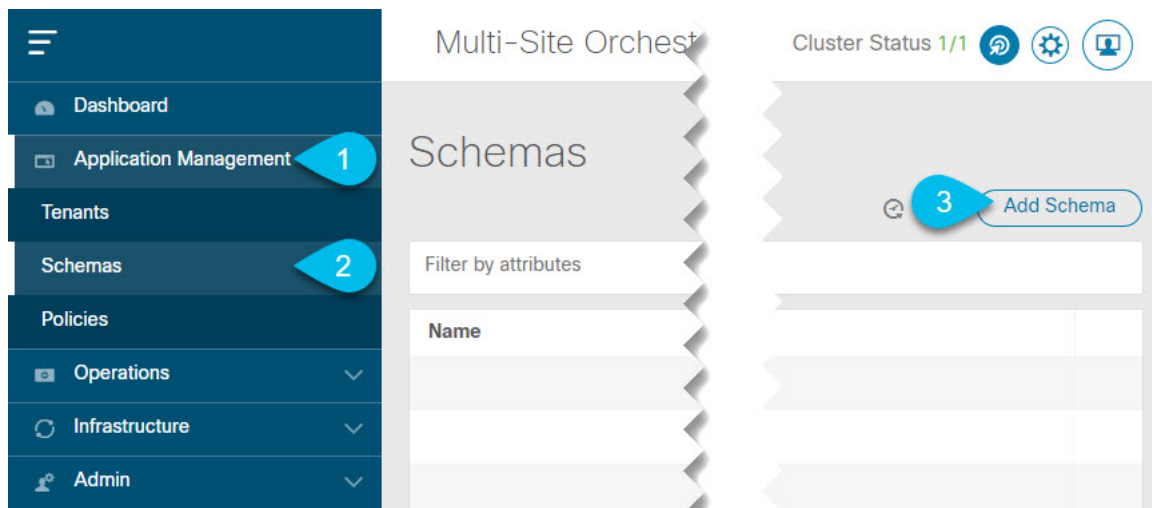 Multi-Site Orchest
Cluster Status 1/1
Dashboard
Application Management
1
Tenants
Schemas
2
Policies
Operations
Infrastructure
Admin
Schemas
3
Add Schema
Filter by attributes
Name